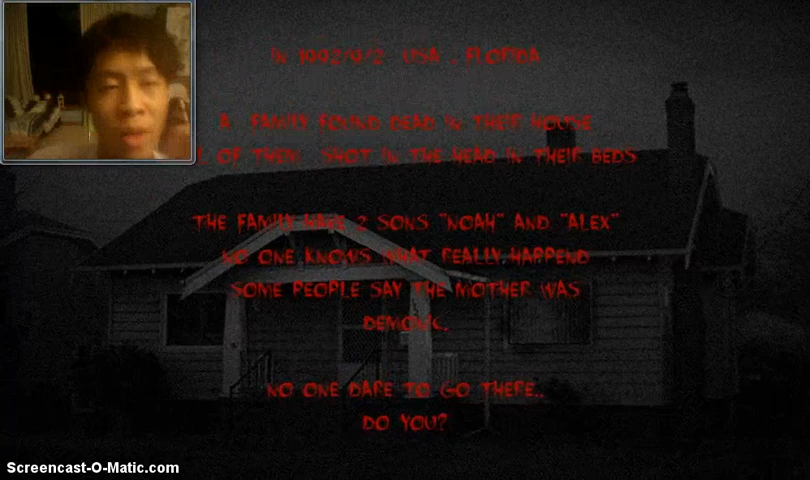 IN 1992/9/2 USA . FLORIDA
A FAMILY FOUND DEAD IN THEIR HOUSE
OF THEM SHOT IN THE HEAD IN THEIR BEDS
THE FAMILY HAVE 2 SONS "NOAH" AND "ALEX"
NO ONE KNOWS WHAT REALLY HAPPEND
SOME PEOPLE SAY THE MOTHER WAS
DEMONIC.
NO ONE DARE TO GO THERE..
DO YOU?
Screencast-O-Matic.com